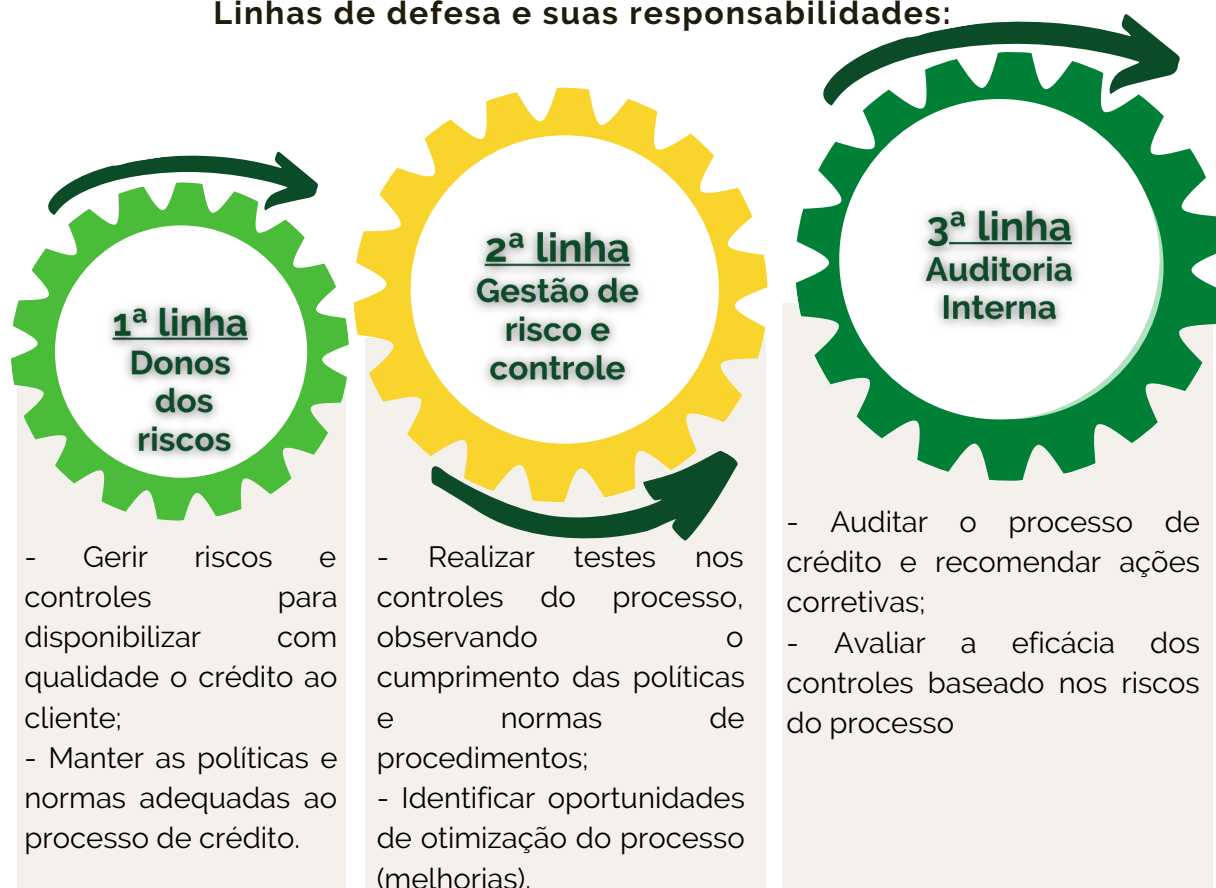 Linhas de defesa e suas responsabilidades:
1ª linha
Donos
dos
riscos
- Gerir riscos e
controles para
disponibilizar com
qualidade o crédito ao
cliente;
- Manter as políticas e
normas adequadas ao
processo de crédito.
2ª linha
Gestão de
risco e
controle
- Realizar testes nos
controles do processo,
observando o
cumprimento das políticas
e normas de
procedimentos;
- Identificar oportunidades
de otimização do processo
(melhorias).
3ª linha
Auditoria
Interna
- Auditar o processo de
crédito e recomendar ações
corretivas;
- Avaliar a eficácia dos
controles baseado nos riscos
do processo